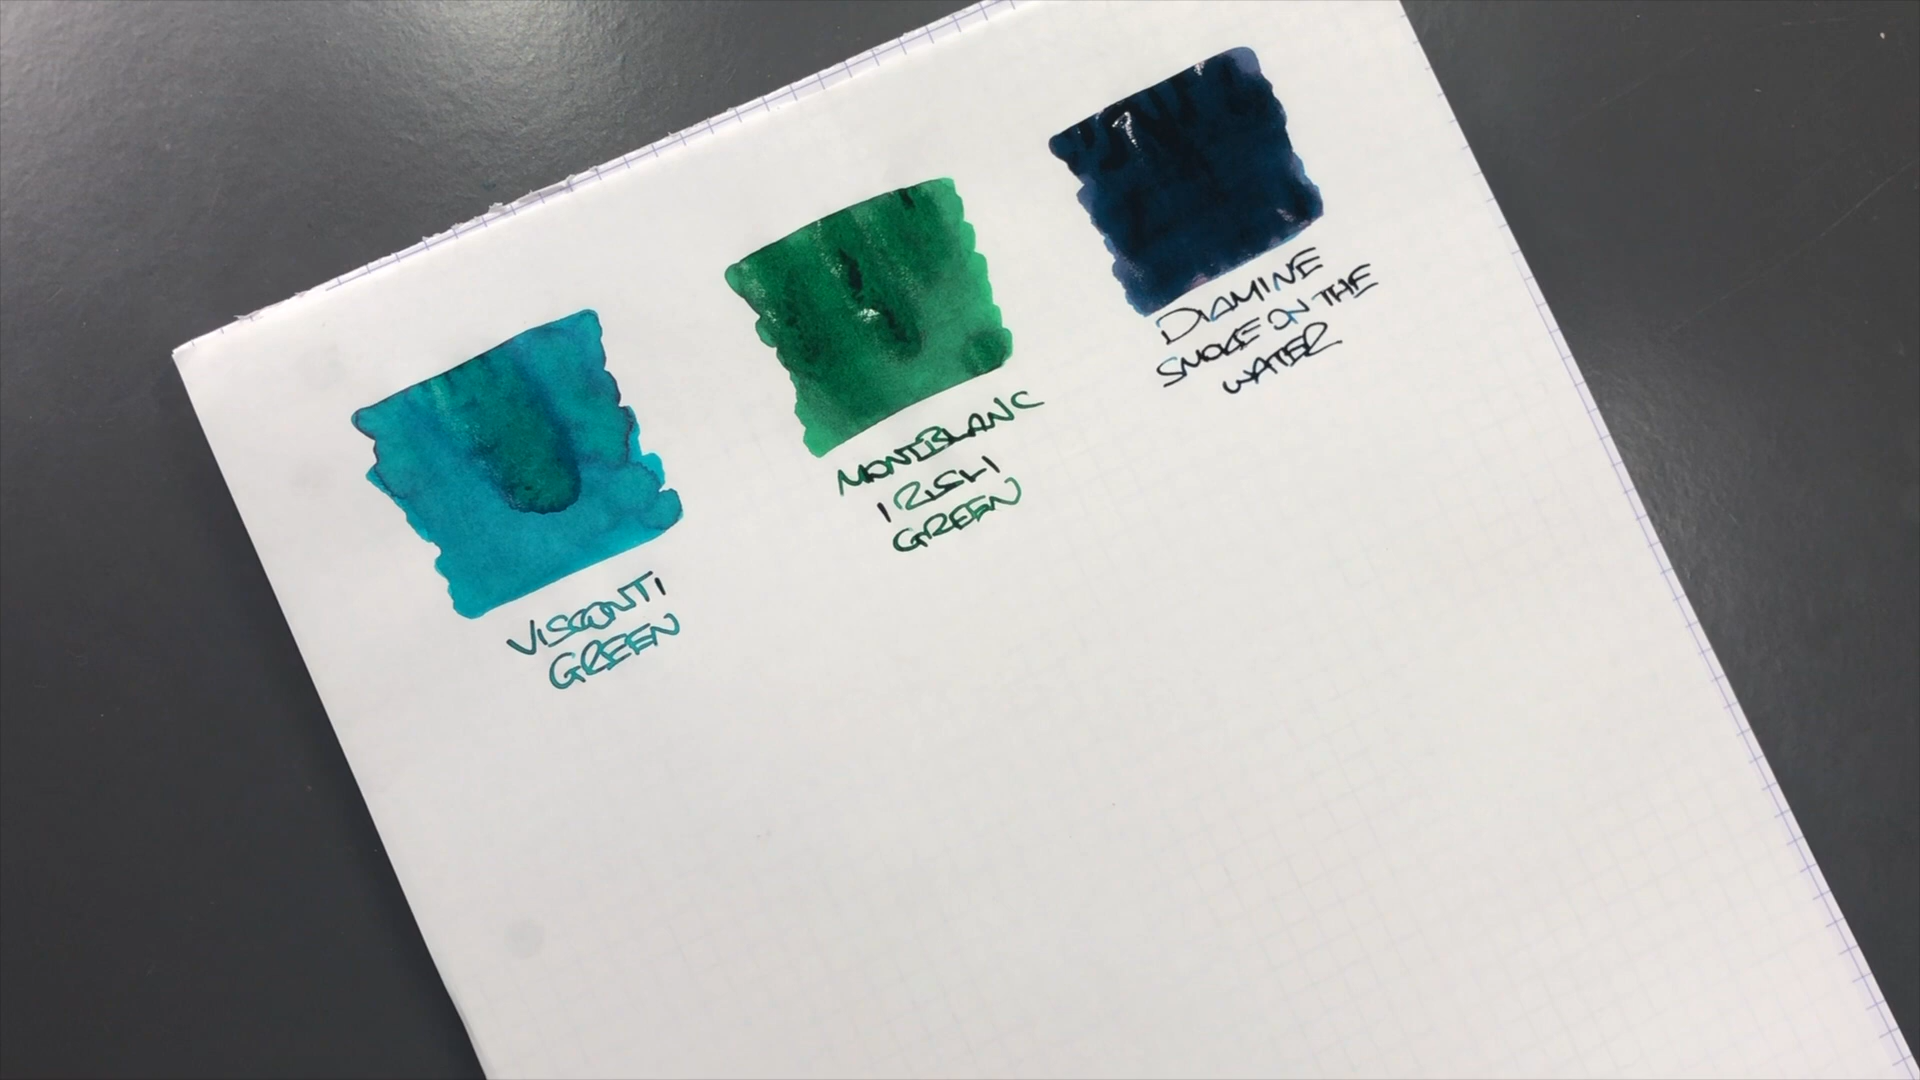 VISCONTI
GREEN
MONTBLANC
IRISH
GREEN
DIAMINE
SMOKE ON THE
WATER